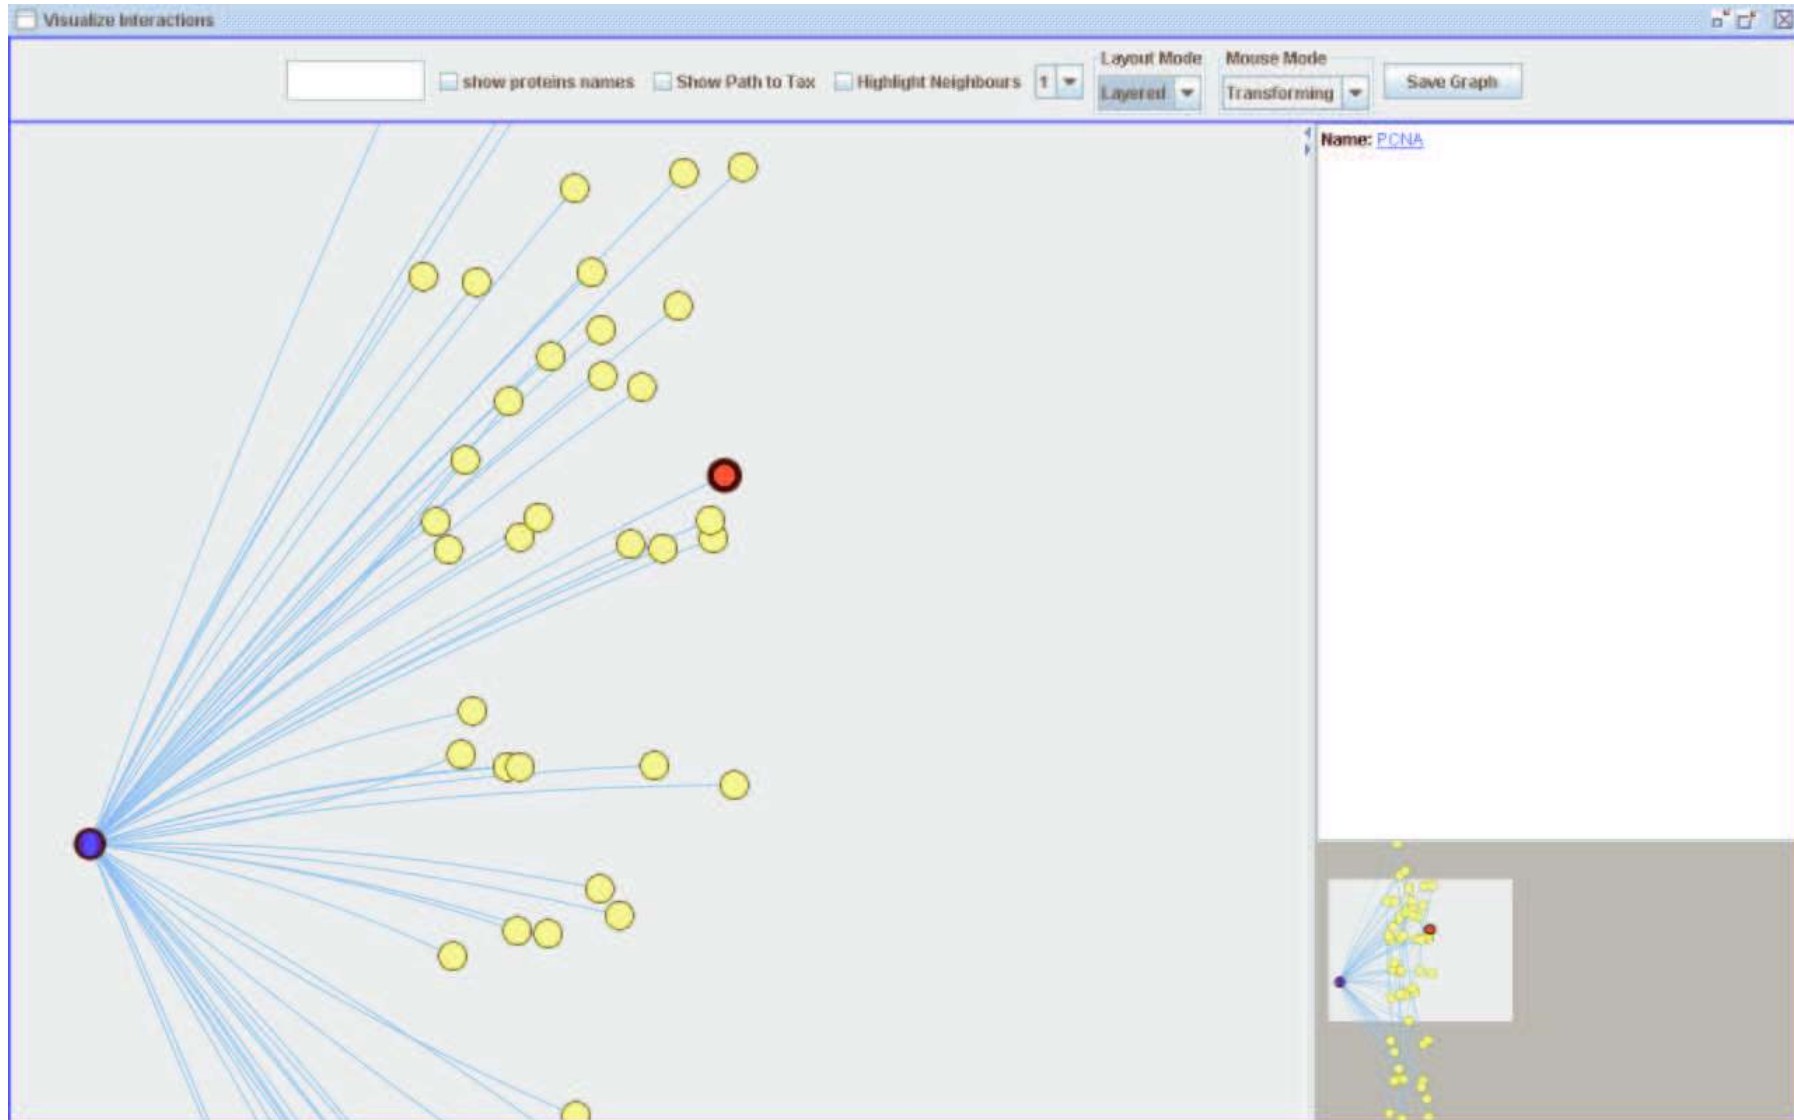 Visualize Interactions
show proteins names
Show Path to Tax
Highlight Neighbours
1
Layout Mode
Layered
Mouse Mode
Transforming
Save Graph
Name: PCNA